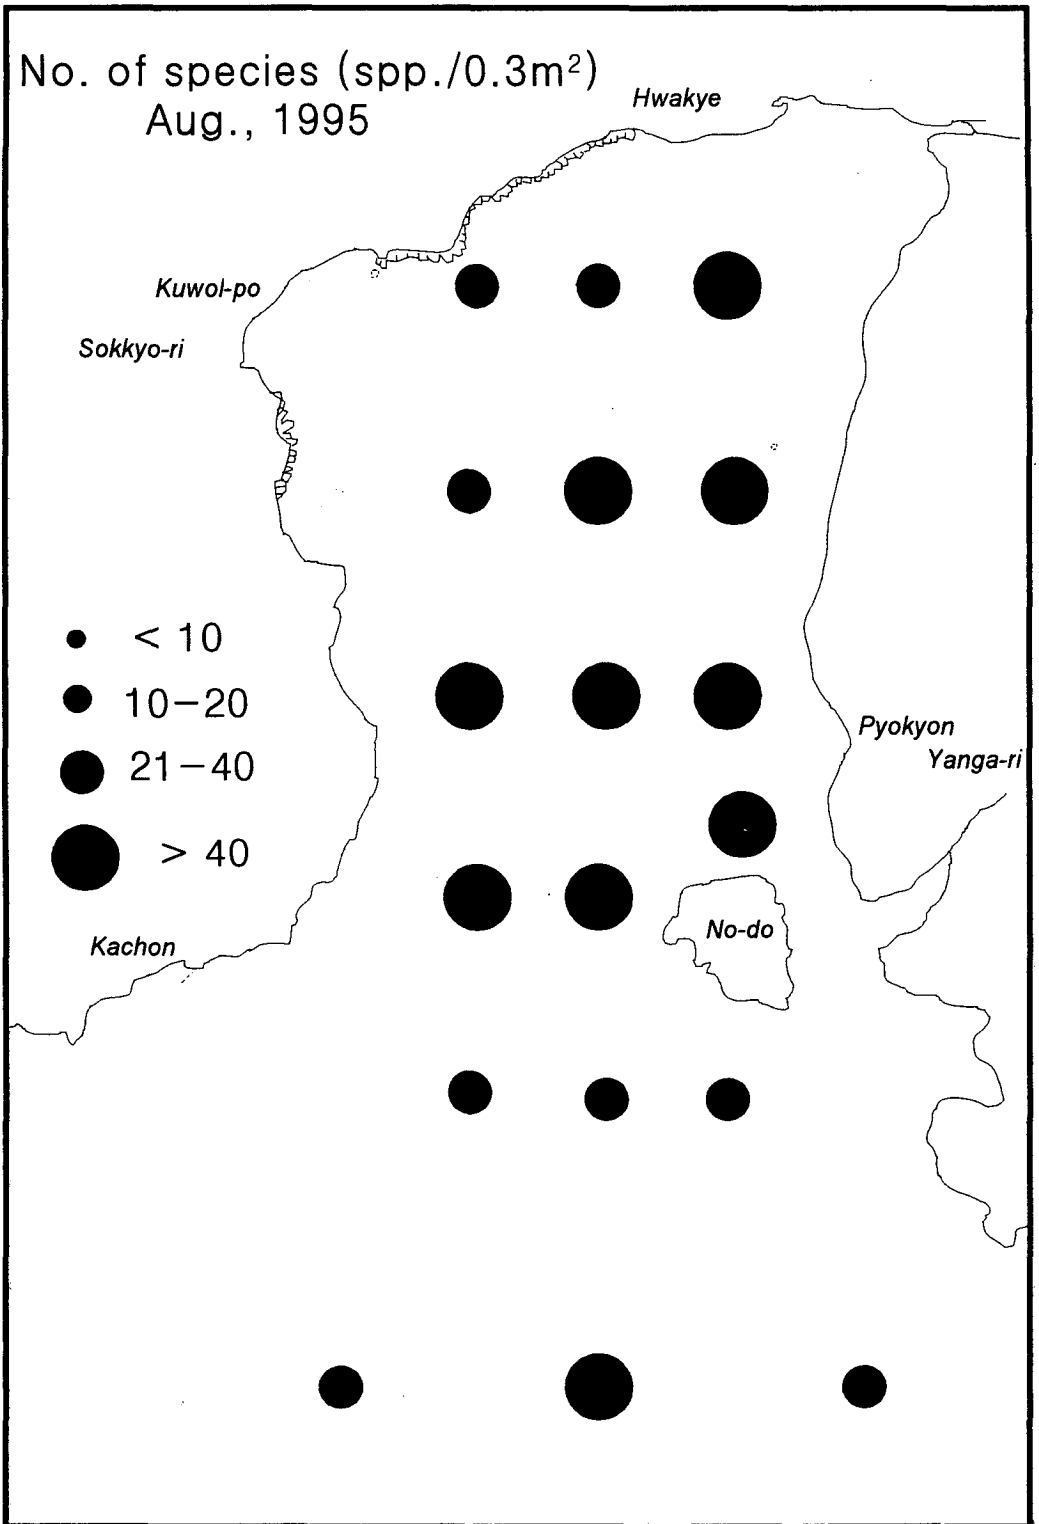 No. of species (spp./0.3m²)
Aug., 1995
Hwakye
Kuwol-po
Sokkyo-ri
< 10
10−20
21−40
> 40
Pyokyon
Yanga-ri
No-do
Kachon